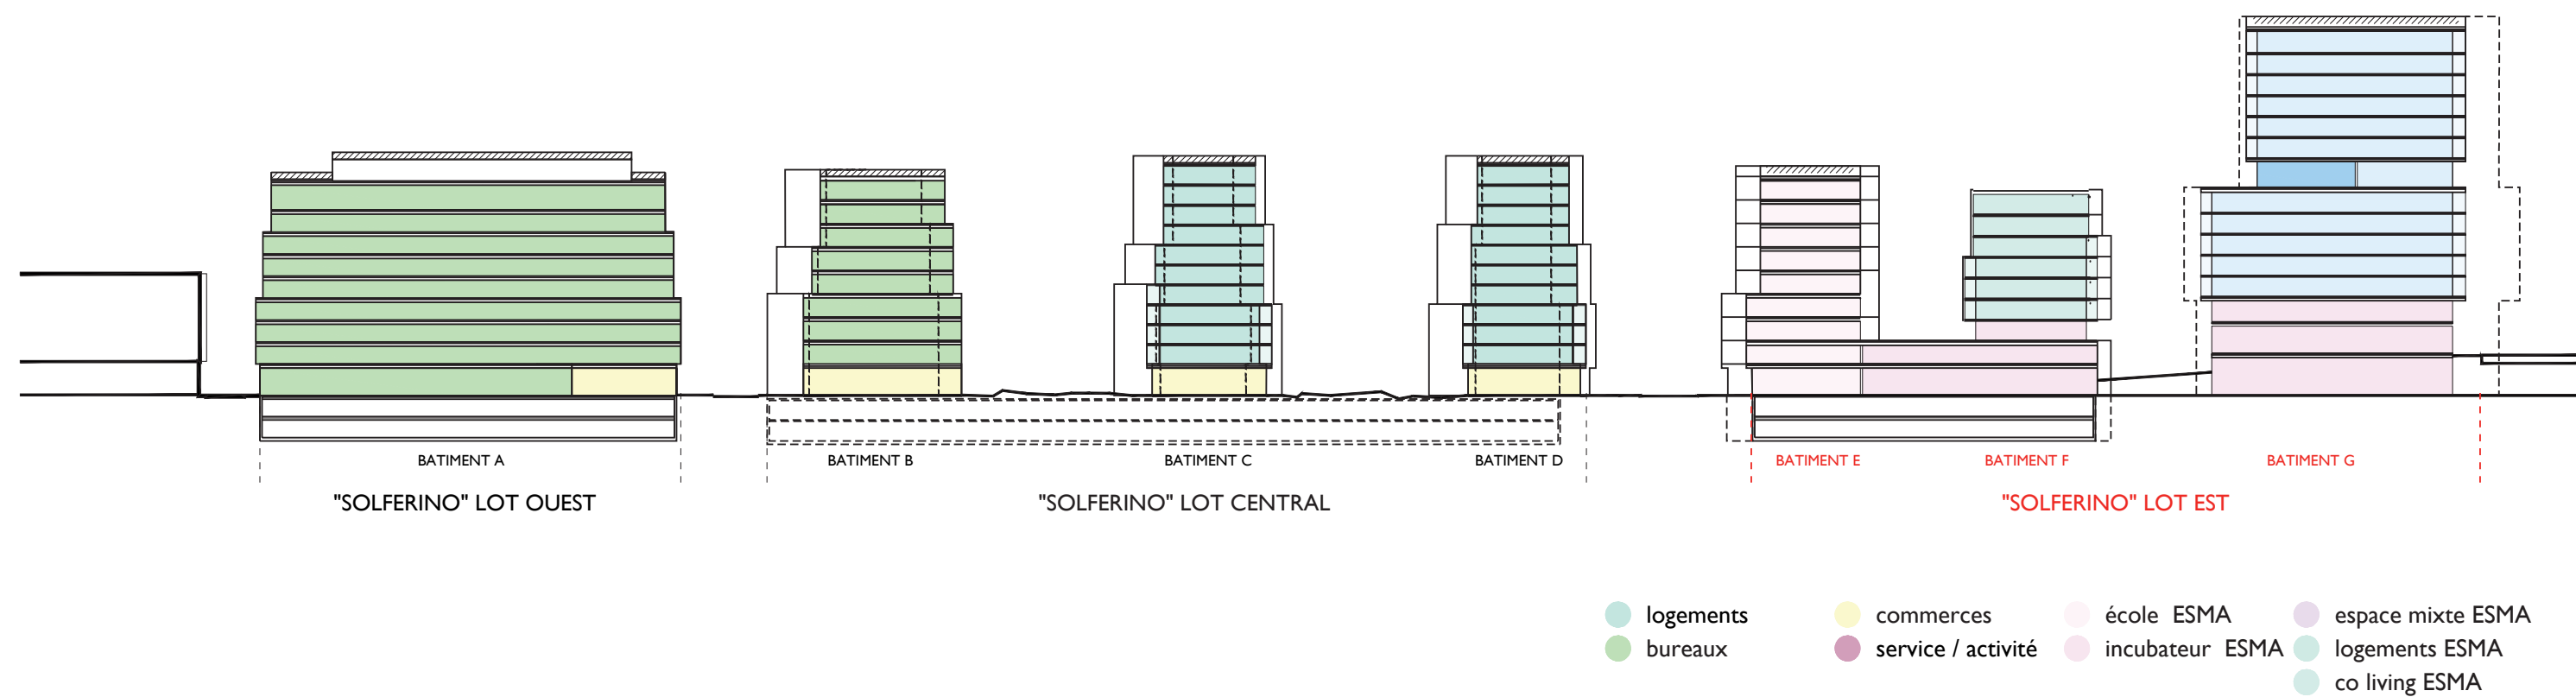 BATIMENT A
BATIMENT B
BATIMENT C
BATIMENT D
BATIMENT E
BATIMENT F
BATIMENT G
"SOLFERINO" LOT OUEST
"SOLFERINO" LOT CENTRAL
"SOLFERINO" LOT EST
logements
commerces
école ESMA
espace mixte ESMA
bureaux
service / activité
incubateur ESMA
logements ESMA
co living ESMA